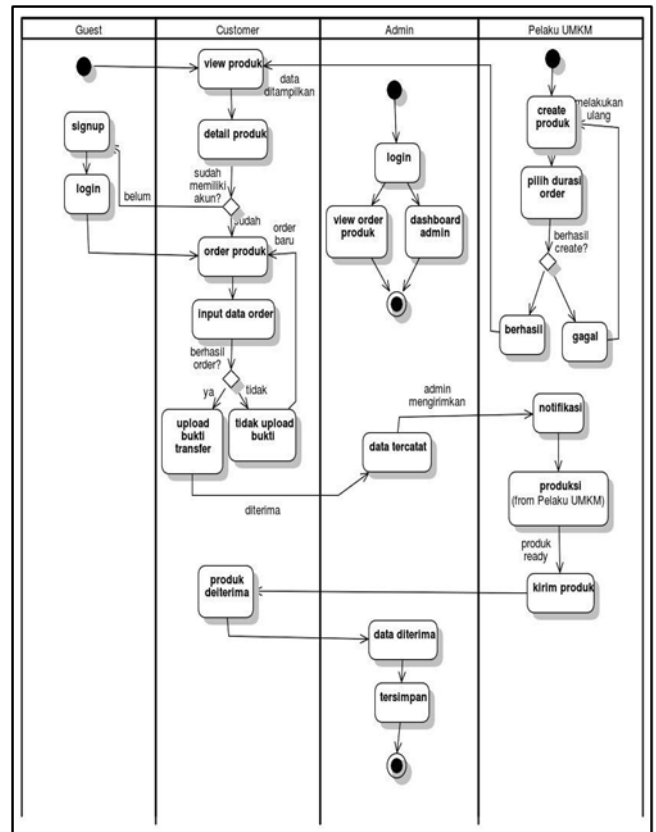 Guest
Customer
Admin
Pelaku UMKM
view produk
data
ditampilkan
detail produk
sudah
memiliki
akun?
belum
sudah
signup
login
order
baru
order produk
input data order
berhasil
order?
ya
tidak
upload
bukti
transfer
tidak upload
bukti
diterima
login
view order
produk
dashboard
admin
create
produk
melakukan
ulang
pilih durasi
order
berhasil
create?
berhasil
gagal
admin
mengirimkan
data tercatat
notifikasi
produksi
(from Pelaku UMKM)
produk
ready
kirim produk
produk
deiterima
data diterima
tersimpan